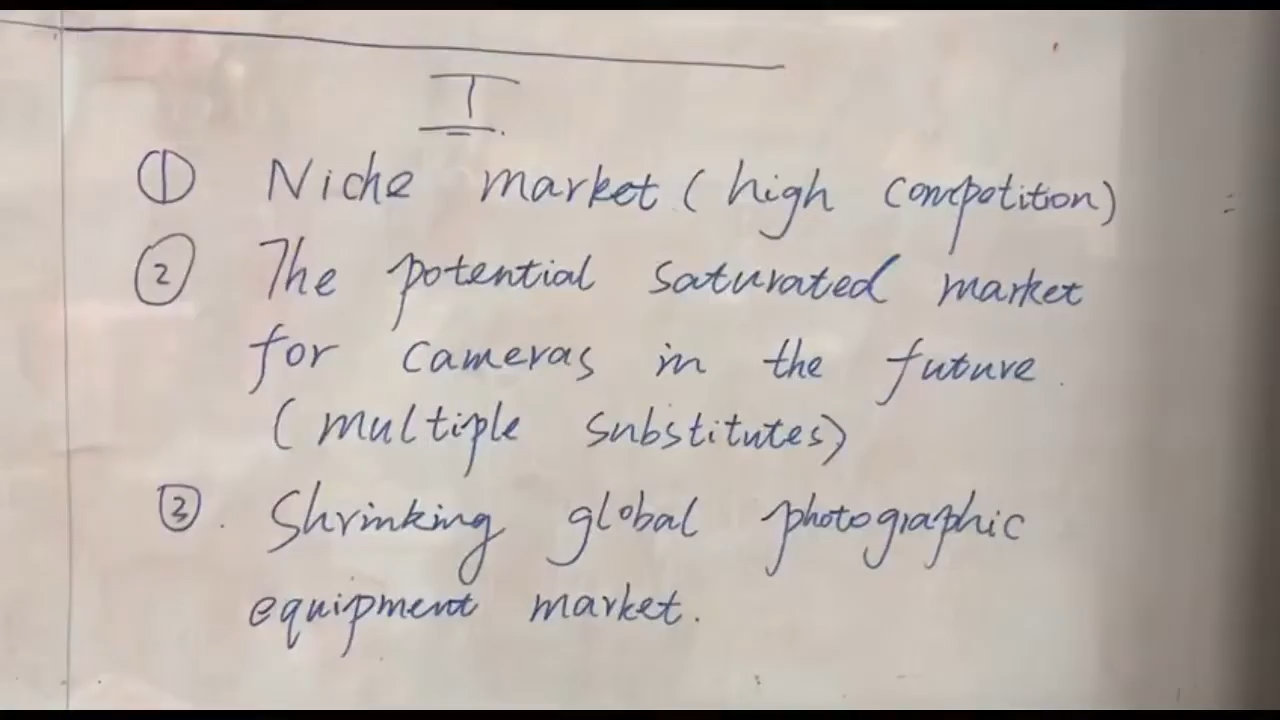 T
① Niche market (high competition)
② The potential saturated market
for cameras in the future.
(multiple substitutes)
③. Shrinking global photographic
equipment market.